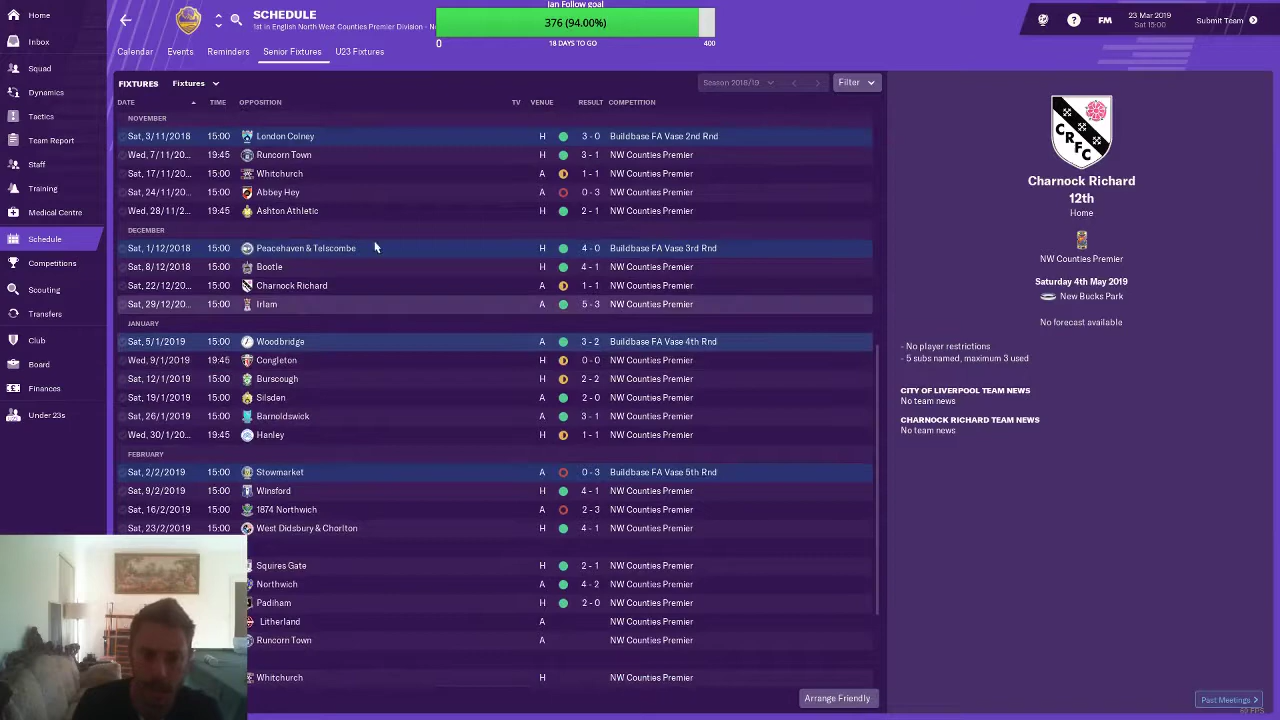 Home
Inbox
Squad
Dynamics
Tactics
Team Report
Staff
Training
Medical Centre
Schedule
Competitions
Scouting
Transfers
Club
Board
Finances
Under 23s
SCHEDULE
1st in English North West Counties Premier Division - N
Ian Follow goal
376 (94.00%)
0
18 DAYS TO GO
400
? FM
23 Mar 2019
Sat 15:00
Submit Team
Calendar Events Reminders Senior Fixtures U23 Fixtures
FIXTURES Fixtures Season 2018/19 Filter
DATE TIME OPPOSITION TV VENUE RESULT COMPETITION
NOVEMBER
Sat, 3/11/2018 15:00 London Colney H 3 - 0 Buildbase FA Vase 2nd Rnd
Wed, 7/11/20... 19:45 Runcorn Town H 3 - 1 NW Counties Premier
Sat, 17/11/20... 15:00 Whitchurch A 1 - 1 NW Counties Premier
Sat, 24/11/20... 15:00 Abbey Hey A 0 - 3 NW Counties Premier
Wed, 28/11/2... 19:45 Ashton Athletic H 2 - 1 NW Counties Premier
DECEMBER
Sat, 1/12/2018 15:00 Peacehaven & Telscombe H 4 - 0 Buildbase FA Vase 3rd Rnd
Sat, 8/12/2018 15:00 Bootle H 4 - 1 NW Counties Premier
Sat, 22/12/20... 15:00 Charnock Richard A 1 - 1 NW Counties Premier
Sat, 29/12/20... 15:00 Irlam A 5 - 3 NW Counties Premier
JANUARY
Sat, 5/1/2019 15:00 Woodbridge A 3 - 2 Buildbase FA Vase 4th Rnd
Wed, 9/1/2019 19:45 Congleton H 0 - 0 NW Counties Premier
Sat, 12/1/2019 15:00 Burscough H 2 - 2 NW Counties Premier
Sat, 19/1/2019 15:00 Silsden A 2 - 0 NW Counties Premier
Sat, 26/1/2019 15:00 Barnoldswick A 3 - 1 NW Counties Premier
Wed, 30/1/20... 19:45 Hanley H 1 - 1 NW Counties Premier
FEBRUARY
Sat, 2/2/2019 15:00 Stowmarket A 0 - 3 Buildbase FA Vase 5th Rnd
Sat, 9/2/2019 15:00 Winsford H 4 - 1 NW Counties Premier
Sat, 16/2/2019 15:00 1874 Northwich A 2 - 3 NW Counties Premier
Sat, 23/2/2019 15:00 West Didsbury & Chorlton H 4 - 1 NW Counties Premier
Squires Gate H 2 - 1 NW Counties Premier
Northwich A 4 - 2 NW Counties Premier
Padiham H 2 - 0 NW Counties Premier
Litherland A NW Counties Premier
Runcorn Town A NW Counties Premier
Whitchurch H NW Counties Premier
Arrange Friendly
CRFC
Charnock Richard
12th
Home
NW Counties Premier
Saturday 4th May 2019
New Bucks Park
No forecast available
- No player restrictions
- 5 subs named, maximum 3 used
CITY OF LIVERPOOL TEAM NEWS
No team news
CHARNOCK RICHARD TEAM NEWS
No team news
Past Meetings